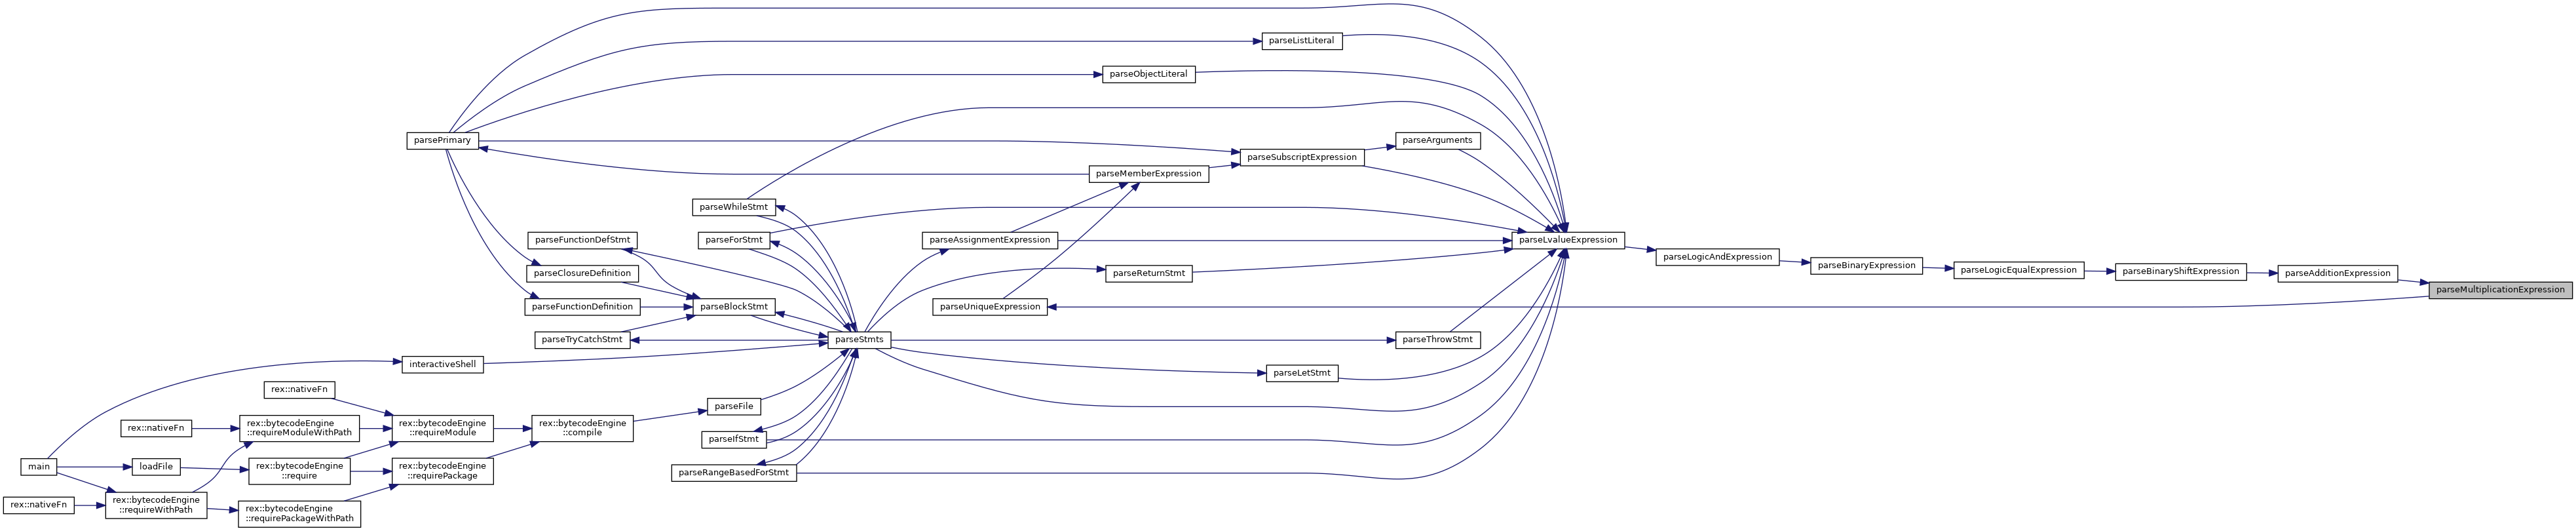 parseListLiteral
parseObjectLiteral
parsePrimary
parseArguments
parseSubscriptExpression
parseMemberExpression
parseWhileStmt
parseFunctionDefStmt
parseForStmt
parseAssignmentExpression
parseLvalueExpression
parseLogicAndExpression
parseBinaryExpression
parseLogicEqualExpression
parseBinaryShiftExpression
parseAdditionExpression
parseMultiplicationExpression
parseClosureDefinition
parseReturnStmt
parseFunctionDefinition
parseBlockStmt
parseUniqueExpression
parseTryCatchStmt
parseStmts
parseThrowStmt
interactiveShell
parseLetStmt
rex::nativeFn
parseFile
rex::nativeFn
rex::bytecodeEngine
::requireModuleWithPath
rex::bytecodeEngine
::requireModule
rex::bytecodeEngine
::compile
parseIfStmt
main
loadFile
rex::bytecodeEngine
::require
rex::bytecodeEngine
::requirePackage
parseRangeBasedForStmt
rex::nativeFn
rex::bytecodeEngine
::requireWithPath
rex::bytecodeEngine
::requirePackageWithPath